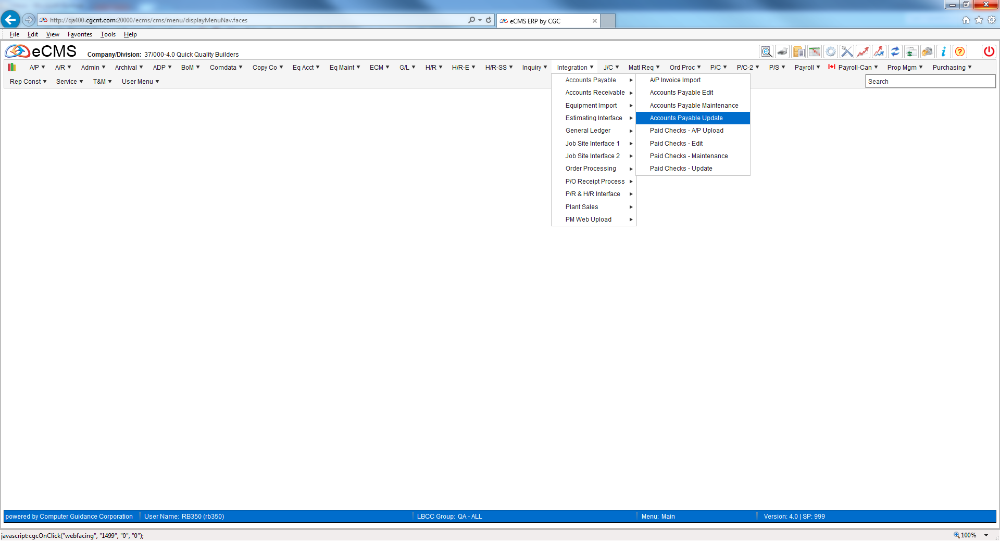 http://qa400.cgcnt.com:20000/ecms/cms/menu/displayMenuNav.faces
eCMS ERP by CGC
File Edit View Favorites Tools Help
eCMS Company/Division: 37/000-4.0 Quick Quality Builders
A/P A/R Admin Archival ADP BoM Comdata Copy Co Eq Acct Eq Maint ECM G/L H/R H/R-E H/R-SS Inquiry Integration J/C Matl Req Ord Proc P/C P/C-2 P/S Payroll Payroll-Can Prop Mgm Purchasing
Rep Const Service T&M User Menu
Search
Accounts Payable
Accounts Receivable
Equipment Import
Estimating Interface
General Ledger
Job Site Interface 1
Job Site Interface 2
Order Processing
P/O Receipt Process
P/R & H/R Interface
Plant Sales
PM Web Upload
A/P Invoice Import
Accounts Payable Edit
Accounts Payable Maintenance
Accounts Payable Update
Paid Checks - A/P Upload
Paid Checks - Edit
Paid Checks - Maintenance
Paid Checks - Update
powered by Computer Guidance Corporation User Name: RB350 (rb350) LBCC Group: QA - ALL Menu: Main Version: 4.0 | SP: 999
javascript:cgcOnClick("webfacing", "1499", "0", "0");
100%